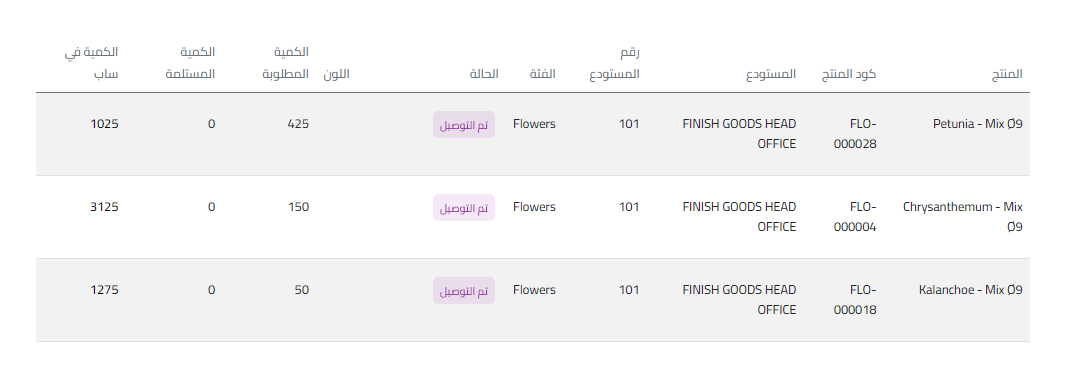 المنتج
كود المنتج
المستودع
رقم المستودع
الفئة
الحالة
اللون
الكمية المطلوبة
الكمية المستلمة
الكمية في ساب
Petunia - Mix Ø9
FLO-
000028
FINISH GOODS HEAD
OFFICE
101
Flowers
تم التوصيل
425
0
1025
Chrysanthemum - Mix
Ø9
FLO-
000004
FINISH GOODS HEAD
OFFICE
101
Flowers
تم التوصيل
150
0
3125
Kalanchoe - Mix Ø9
FLO-
000018
FINISH GOODS HEAD
OFFICE
101
Flowers
تم التوصيل
50
0
1275